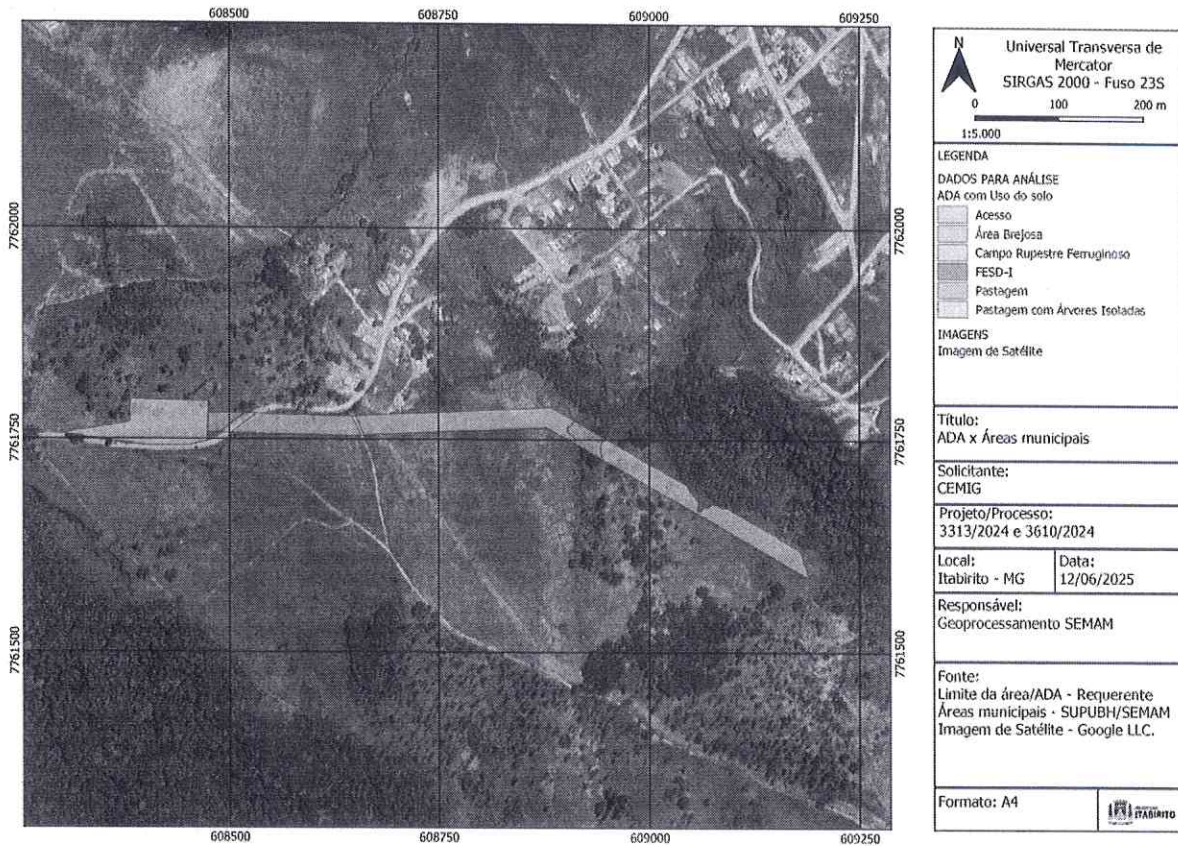 608500 608750 609000 609250
7762000 7762000
7761750 7761750
7761500 7761500
608500 608750 609000 609250
N
Universal Transversa de
Mercator
SIRGAS 2000 - Fuso 23S
0 100 200 m
1:5.000
LEGENDA
DADOS PARA ANÁLISE
ADA com Uso do solo
Acesso
Área Brejosa
Campo Rupestre Ferruginoso
FESD-I
Pastagem
Pastagem com Árvores Isoladas
IMAGENS
Imagem de Satélite
Título:
ADA x Áreas municipais
Solicitante:
CEMIG
Projeto/Processo:
3313/2024 e 3610/2024
Local:
Itabirito - MG
Data:
12/06/2025
Responsável:
Geoprocessamento SEMAM
Fonte:
Limite da área/ADA - Requerente
Áreas municipais - SUPUBH/SEMAM
Imagem de Satélite - Google LLC.
Formato: A4
ITABIRITO